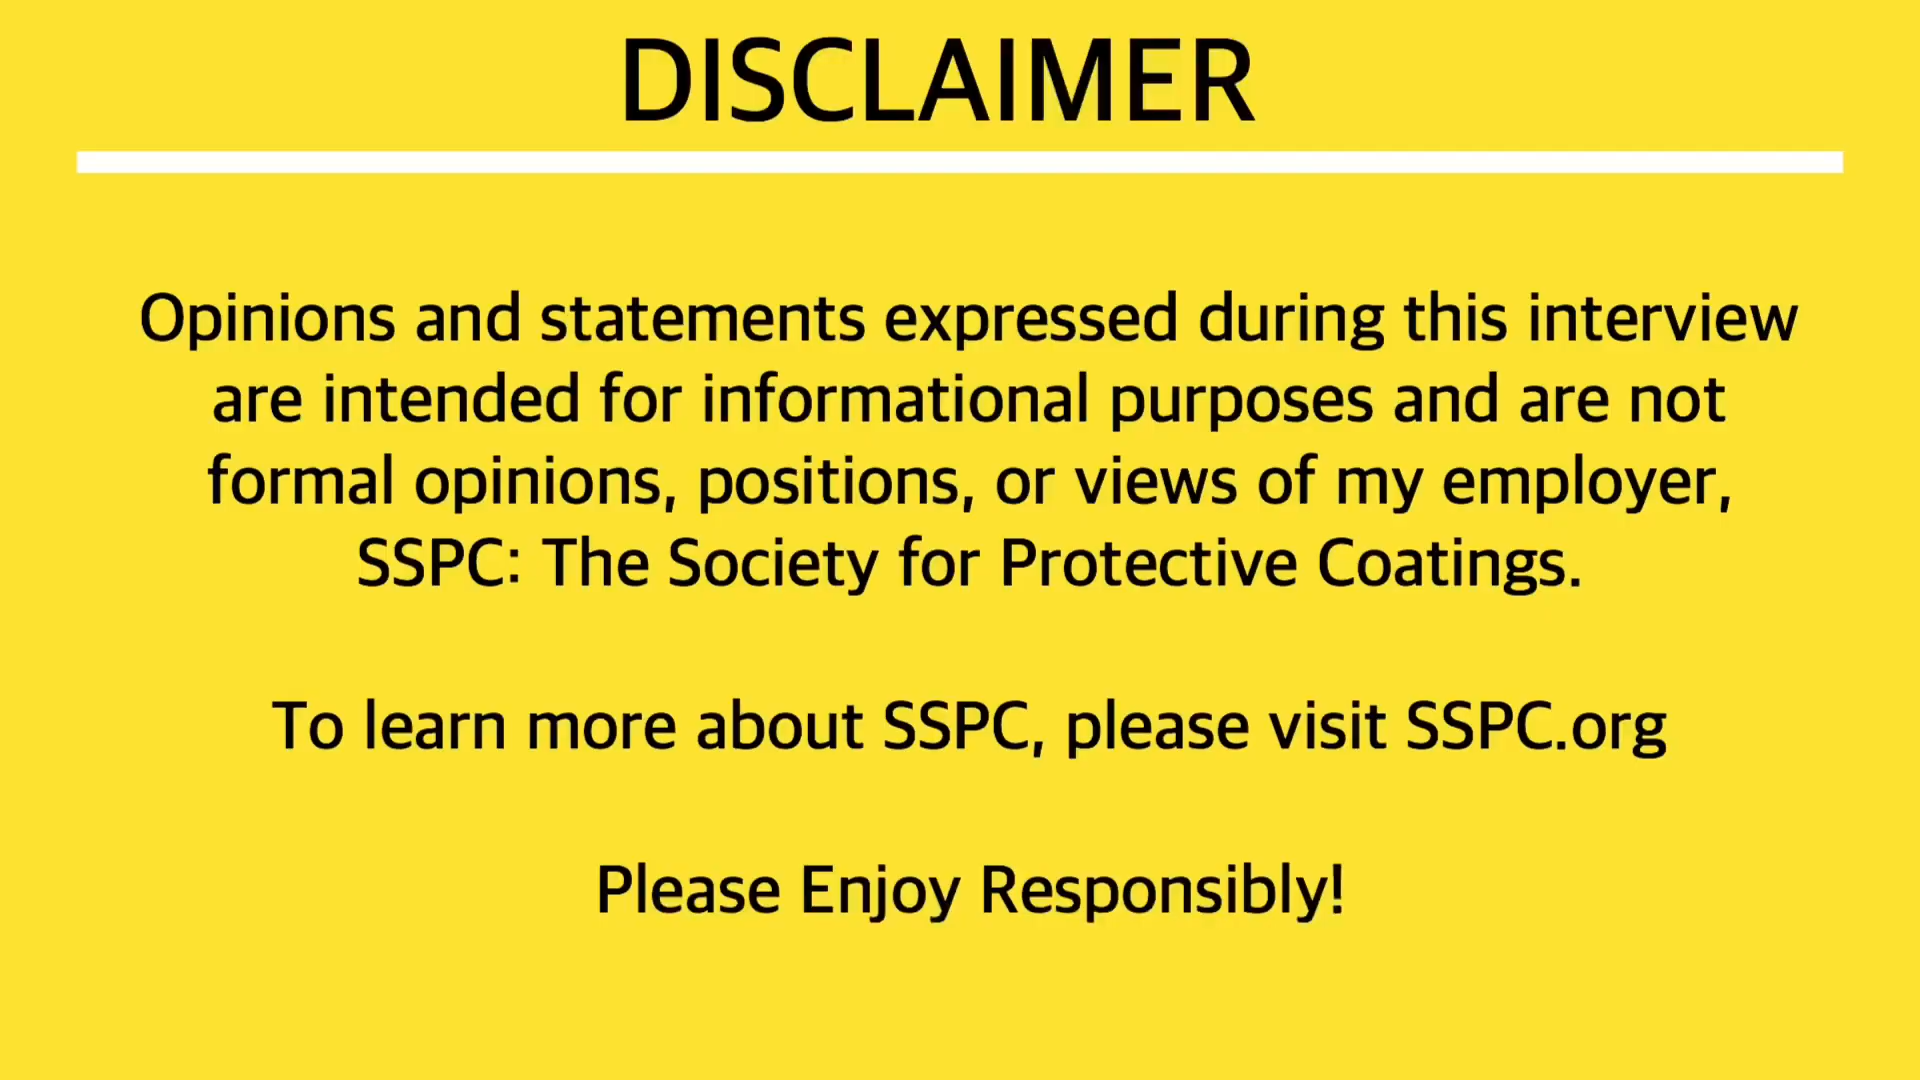 DISCLAIMER
Opinions and statements expressed during this interview
are intended for informational purposes and are not
formal opinions, positions, or views of my employer,
SSPC: The Society for Protective Coatings.
To learn more about SSPC, please visit SSPC.org
Please Enjoy Responsibly!